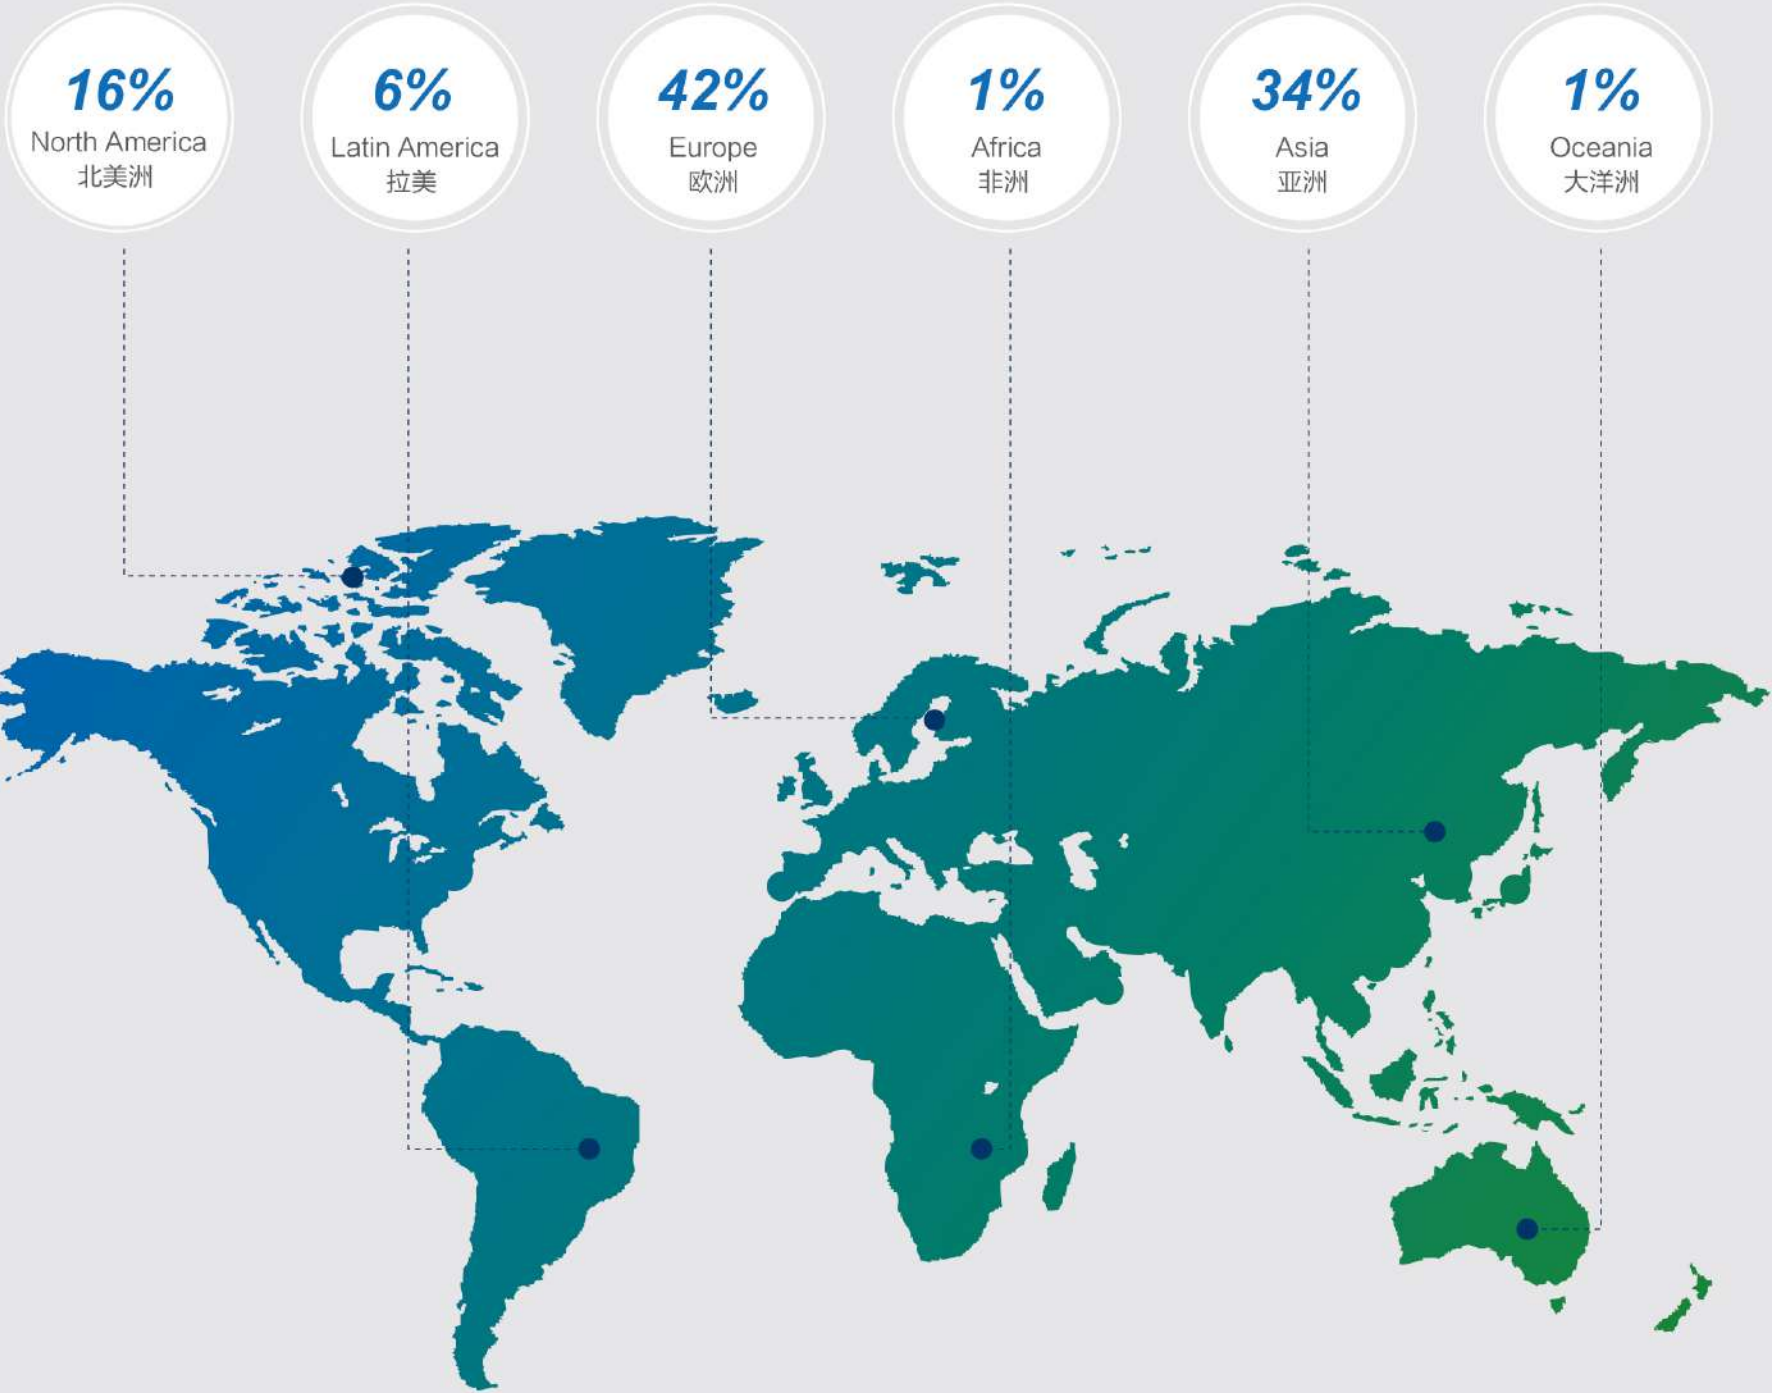 16%
North America
北美洲
6%
Latin America
拉美
42%
Europe
欧洲
1%
Africa
非洲
34%
Asia
亚洲
1%
Oceania
大洋洲